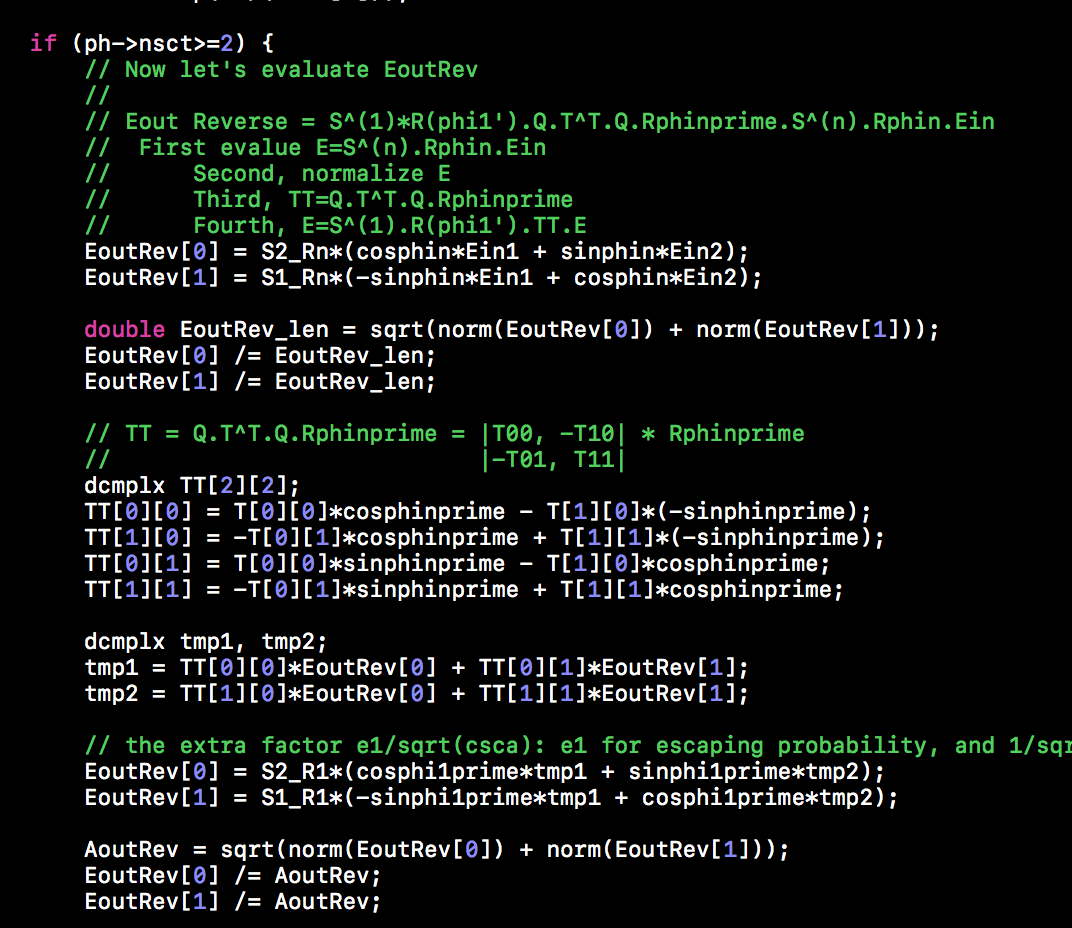 if (ph->nsct>=2) {
// Now let's evaluate EoutRev
//
// Eout Reverse = S^(1)*R(phi1').Q.T^T.Q.Rphinprime.S^(n).Rphin.Ein
//  First evalue E=S^(n).Rphin.Ein
//      Second, normalize E
//      Third, TT=Q.T^T.Q.Rphinprime
//      Fourth, E=S^(1).R(phi1').TT.E
EoutRev[0] = S2_Rn*(cosphin*Ein1 + sinphin*Ein2);
EoutRev[1] = S1_Rn*(-sinphin*Ein1 + cosphin*Ein2);
double EoutRev_len = sqrt(norm(EoutRev[0]) + norm(EoutRev[1]));
EoutRev[0] /= EoutRev_len;
EoutRev[1] /= EoutRev_len;
// TT = Q.T^T.Q.Rphinprime = |T00, -T10| * Rphinprime
//                           |-T01, T11|
dcmplx TT[2][2];
TT[0][0] = T[0][0]*cosphinprime - T[1][0]*(-sinphinprime);
TT[1][0] = -T[0][1]*cosphinprime + T[1][1]*(-sinphinprime);
TT[0][1] = T[0][0]*sinphinprime - T[1][0]*cosphinprime;
TT[1][1] = -T[0][1]*sinphinprime + T[1][1]*cosphinprime;
dcmplx tmp1, tmp2;
tmp1 = TT[0][0]*EoutRev[0] + TT[0][1]*EoutRev[1];
tmp2 = TT[1][0]*EoutRev[0] + TT[1][1]*EoutRev[1];
// the extra factor e1/sqrt(csca): e1 for escaping probability, and 1/sqr
EoutRev[0] = S2_R1*(cosphi1prime*tmp1 + sinphi1prime*tmp2);
EoutRev[1] = S1_R1*(-sinphi1prime*tmp1 + cosphi1prime*tmp2);
AoutRev = sqrt(norm(EoutRev[0]) + norm(EoutRev[1]));
EoutRev[0] /= AoutRev;
EoutRev[1] /= AoutRev;